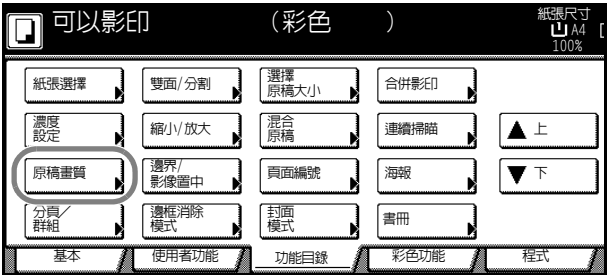 可以影印 （彩色 ）
紙張尺寸
1 A4 [
100%
紙張選擇
雙面/分割
選擇
原稿大小
合併影印
濃度
設定
縮小/放大
混合
原稿
連續掃瞄
▲ 上
原稿畫質
邊界/
影像置中
頁面編號
海報
▼ 下
分頁/
群組
邊框消除
模式
封面
模式
書冊
基本
使用者功能
功能目錄
彩色功能
程式